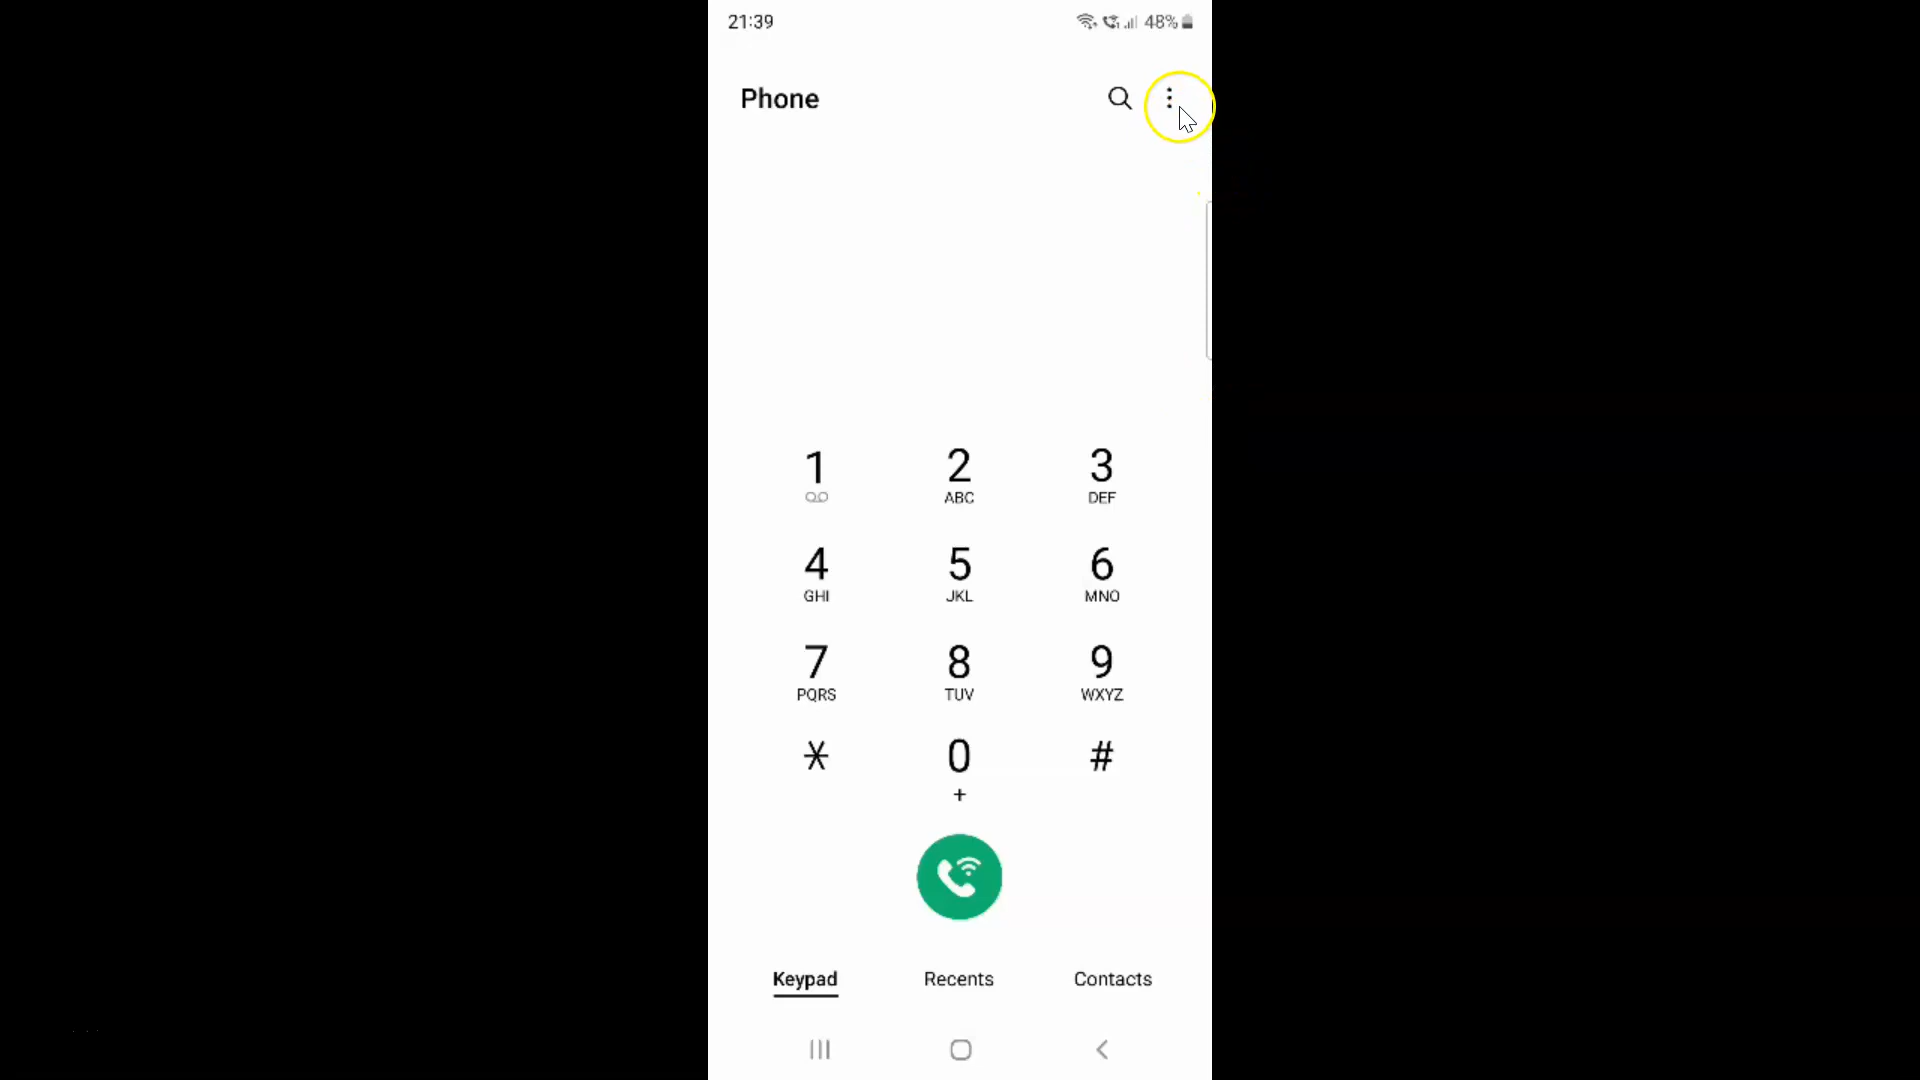 21:39 48%
Phone
1 2 3
ABC DEF
4 5 6
GHI JKL MNO
7 8 9
PQRS TUV WXYZ
* 0 #
+
Keypad Recents Contacts